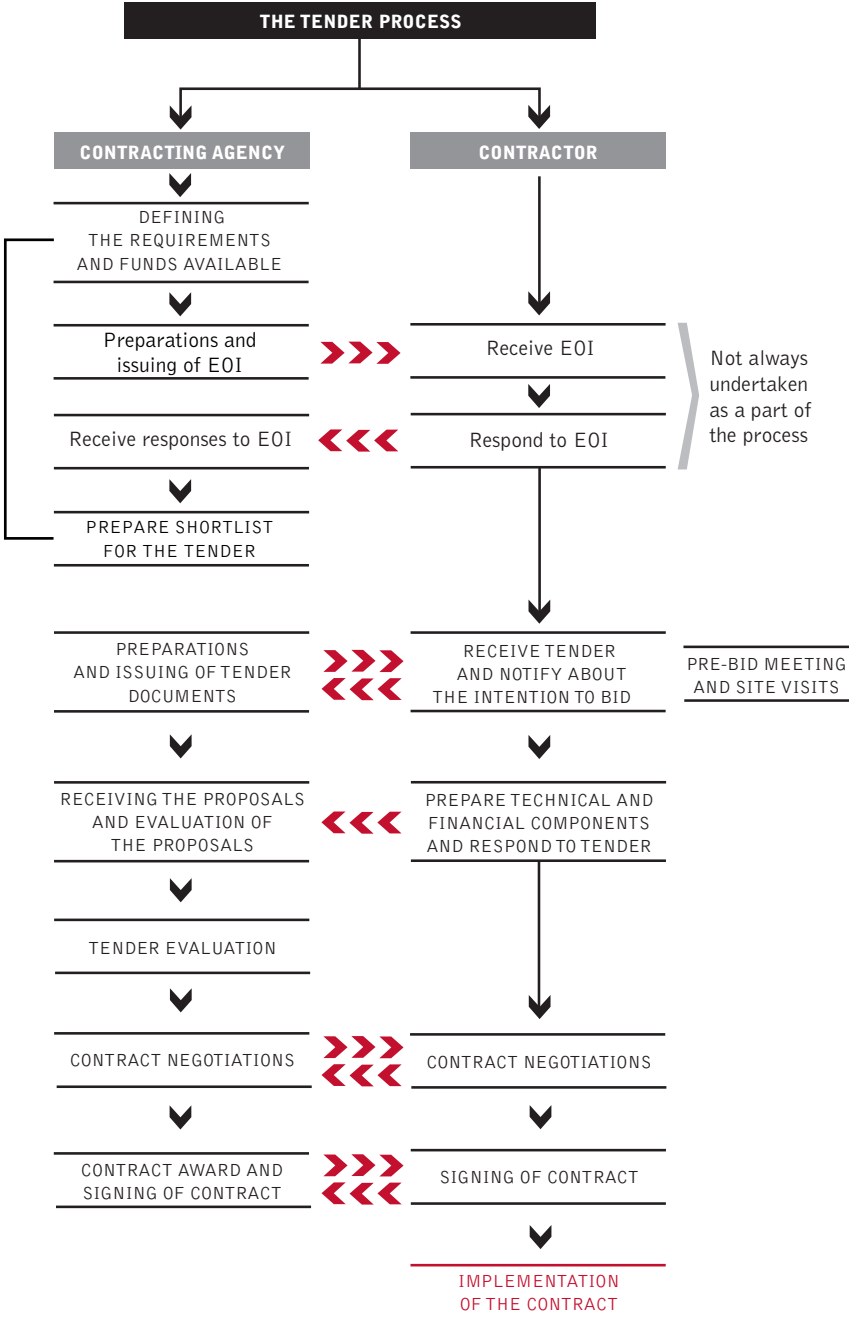 THE TENDER PROCESS
CONTRACTING AGENCY
CONTRACTOR
DEFINING
THE REQUIREMENTS
AND FUNDS AVAILABLE
Preparations and
issuing of EOI
Receive EOI
Not always
undertaken
as a part of
the process
Receive responses to EOI
Respond to EOI
PREPARE SHORTLIST
FOR THE TENDER
PREPARATIONS
AND ISSUING OF TENDER
DOCUMENTS
RECEIVE TENDER
AND NOTIFY ABOUT
THE INTENTION TO BID
PRE-BID MEETING
AND SITE VISITS
RECEIVING THE PROPOSALS
AND EVALUATION OF
THE PROPOSALS
PREPARE TECHNICAL AND
FINANCIAL COMPONENTS
AND RESPOND TO TENDER
TENDER EVALUATION
CONTRACT NEGOTIATIONS
CONTRACT NEGOTIATIONS
CONTRACT AWARD AND
SIGNING OF CONTRACT
SIGNING OF CONTRACT
IMPLEMENTATION
OF THE CONTRACT